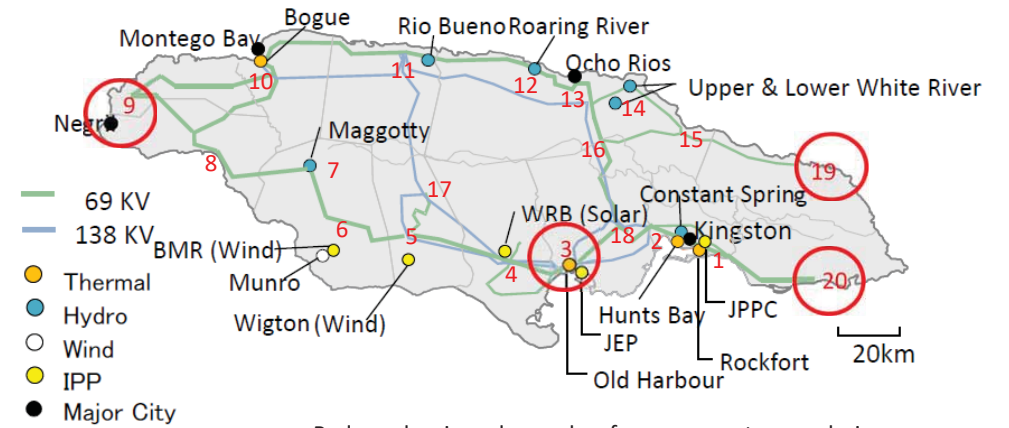 Bogue
Rio Bueno
Roaring River
Montego Bay
Ocho Rios
11
10
12
Upper & Lower White River
13
9
14
Negril
Maggotty
15
16
8
7
19
17
69 KV
Constant Spring
WRB (Solar)
138 KV
6
5
18
2
Kingston
BMR (Wind)
3
1
4
20
Thermal
Munro
JPPC
Hydro
Wigton (Wind)
Hunts Bay
20km
Wind
JEP
Rockfort
IPP
Old Harbour
Major City